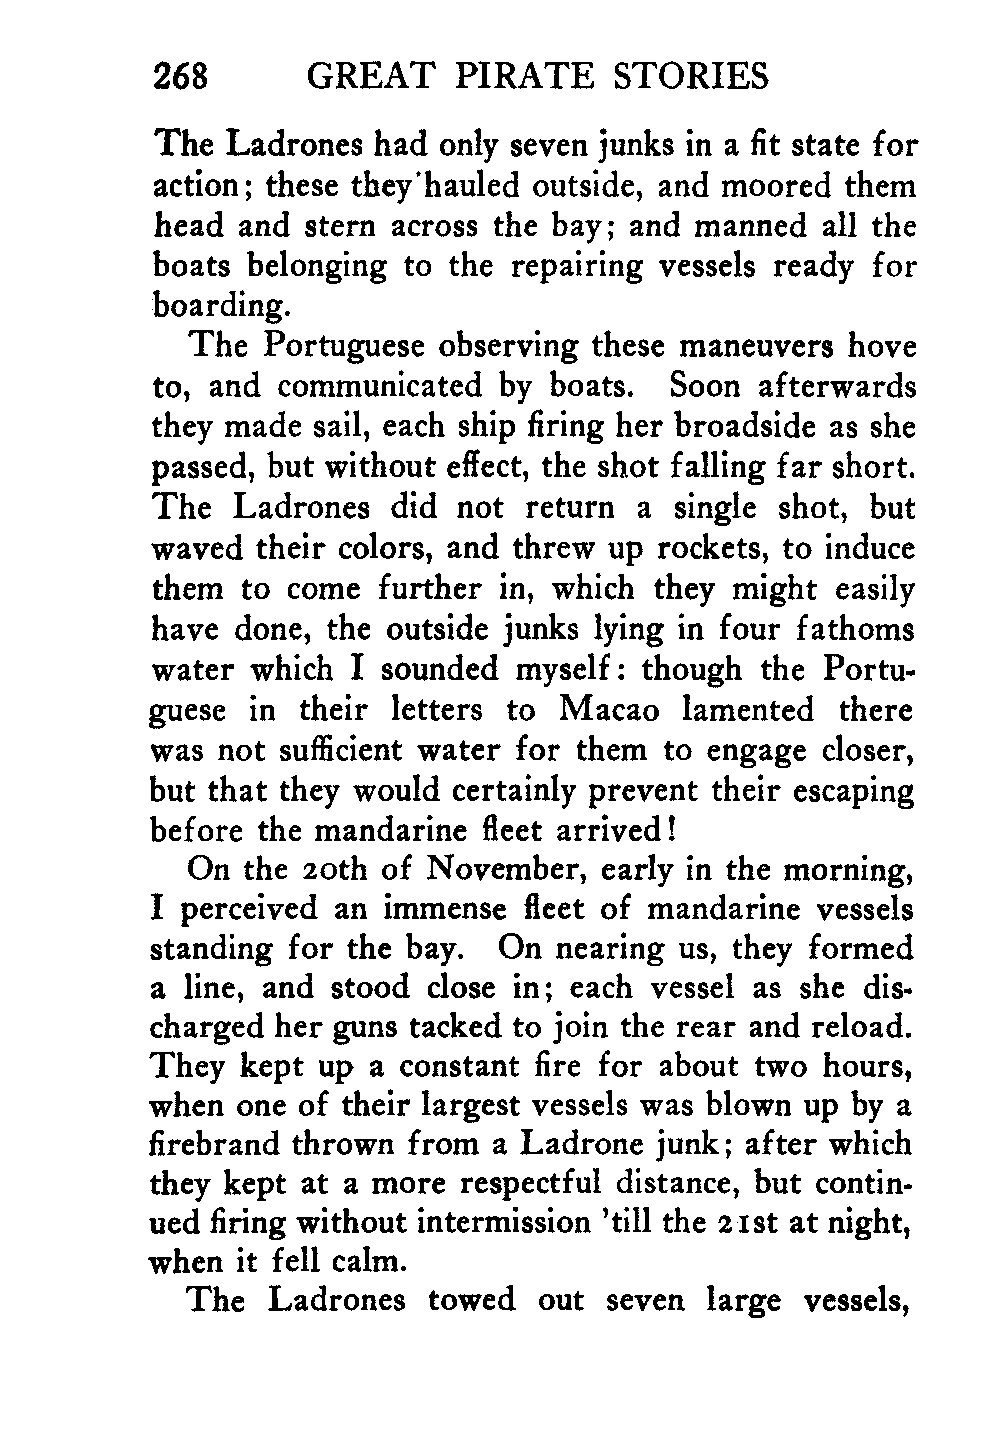 268 GREAT PIRATE STORIES
The Ladrones had only seven junks in a fit state for
action; these they hauled outside, and moored them
head and stern across the bay; and manned all the
boats belonging to the repairing vessels ready for
boarding.
The Portuguese observing these maneuvers hove
to, and communicated by boats. Soon afterwards
they made sail, each ship firing her broadside as she
passed, but without effect, the shot falling far short.
The Ladrones did not return a single shot, but
waved their colors, and threw up rockets, to induce
them to come further in, which they might easily
have done, the outside junks lying in four fathoms
water which I sounded myself: though the Portu-
guese in their letters to Macao lamented there
was not sufficient water for them to engage closer,
but that they would certainly prevent their escaping
before the mandarine fleet arrived!
On the 20th of November, early in the morning,
I perceived an immense fleet of mandarine vessels
standing for the bay. On nearing us, they formed
a line, and stood close in; each vessel as she dis-
charged her guns tacked to join the rear and reload.
They kept up a constant fire for about two hours,
when one of their largest vessels was blown up by a
firebrand thrown from a Ladrone junk; after which
they kept at a more respectful distance, but contin-
ued firing without intermission 'till the 21st at night,
when it fell calm.
The Ladrones towed out seven large vessels,